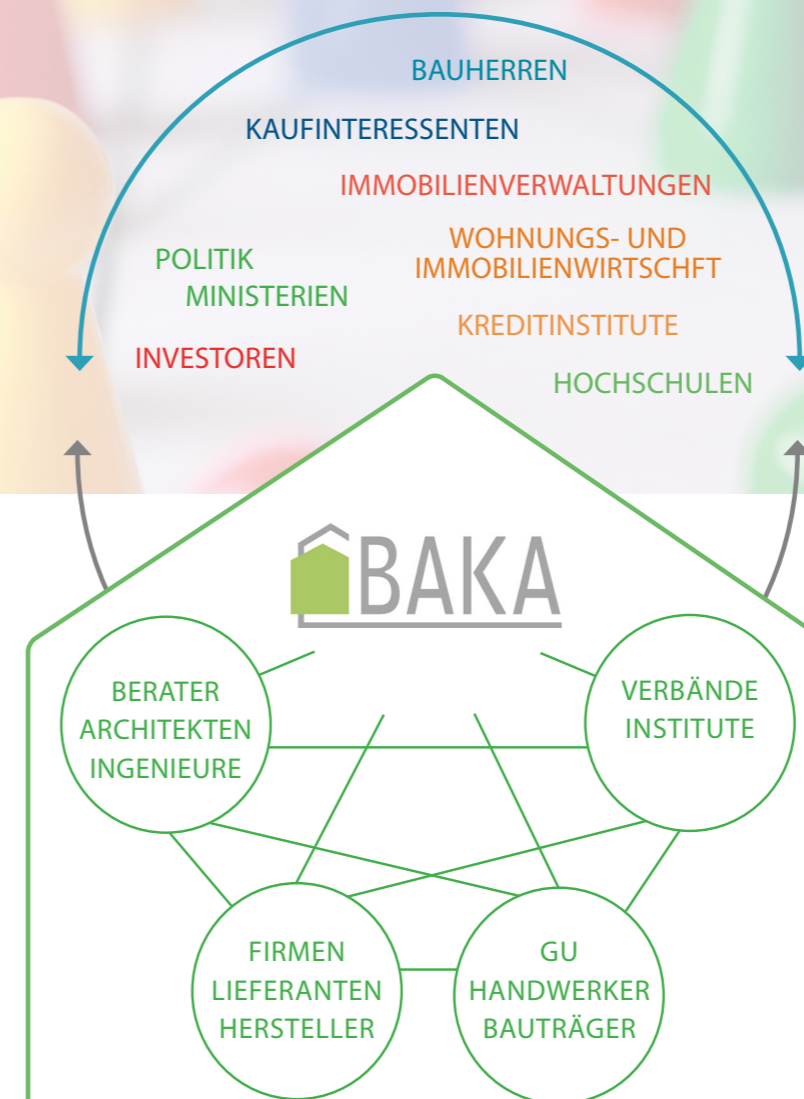 BAUHERREN
KAUFINTERESSENTEN
IMMOBILIENVERWALTUNGEN
WOHNUNGS- UND
IMMOBILIENWIRTSCHFT
POLITIK
MINISTERIEN
KREDITINSTITUTE
INVESTOREN
HOCHSCHULEN
BAKA
BERATER
ARCHITEKTEN
INGENIEURE
VERBÄNDE
INSTITUTE
FIRMEN
LIEFERANTEN
HERSTELLER
GU
HANDWERKER
BAUTRÄGER